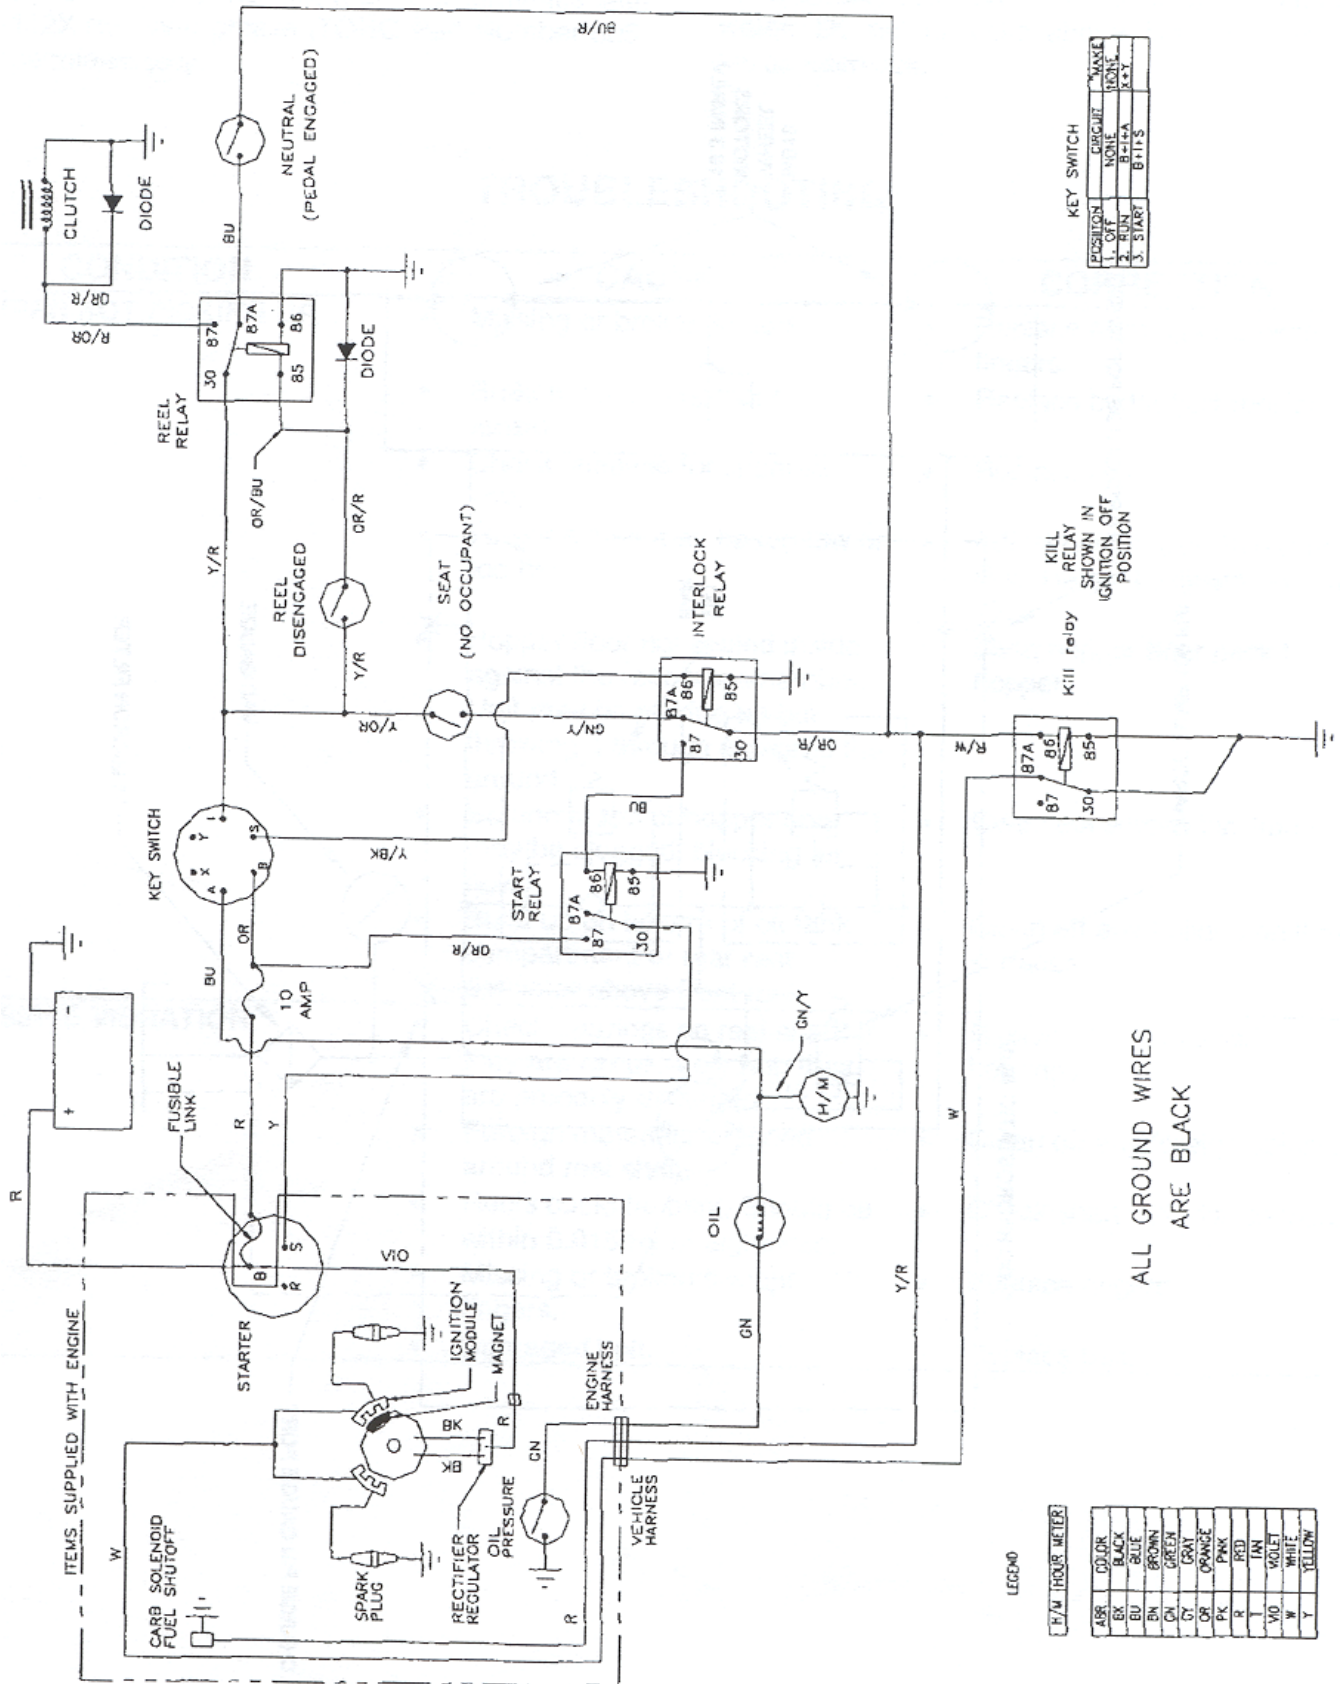 BU/R
NEUTRAL
(PEDAL ENGAGED)
CLUTCH
DIODE
OR/R
R/OR
BU
87
87A
30
86
85
DIODE
REEL
RELAY
OR/BU
OR/R
Y/R
REEL
DISENGAGED
Y/R
SEAT
(NO OCCUPANT)
Y/OR
GN/Y
INTERLOCK
RELAY
87A
86
85
87
30
OR/R
R/W
Kill relay
KILL
RELAY
SHOWN IN
IGNITION OFF
POSITION
87A
86
85
87
30
KEY SWITCH
POSITION CIRCUIT "MAKE"
1. OFF NONE NONE
2. RUN B+I+A X+Y
3. START B+I+S
KEY SWITCH
Y
I
X
S
A
B
Y/BK
BU
START
RELAY
87A
86
85
87
30
OR/R
OR
BU
10
AMP
-
+
R
FUSIBLE
LINK
R
Y
GN/Y
H/M
W
OIL
GN
Y/R
ALL GROUND WIRES
ARE BLACK
ITEMS SUPPLIED WITH ENGINE
STARTER
B
S
R
VIO
IGNITION
MODULE
MAGNET
BK
BK
R
ENGINE
HARNESS
GN
W
CARB SOLENOID
FUEL SHUTOFF
SPARK
PLUG
RECTIFIER
REGULATOR
OIL
PRESSURE
VEHICLE
HARNESS
R
LEGEND
H/M HOUR METER
ABR COLOR
BK BLACK
BU BLUE
BN BROWN
GN GREEN
GY GRAY
OR ORANGE
PK PINK
R RED
T TAN
VIO VIOLET
W WHITE
Y YELLOW